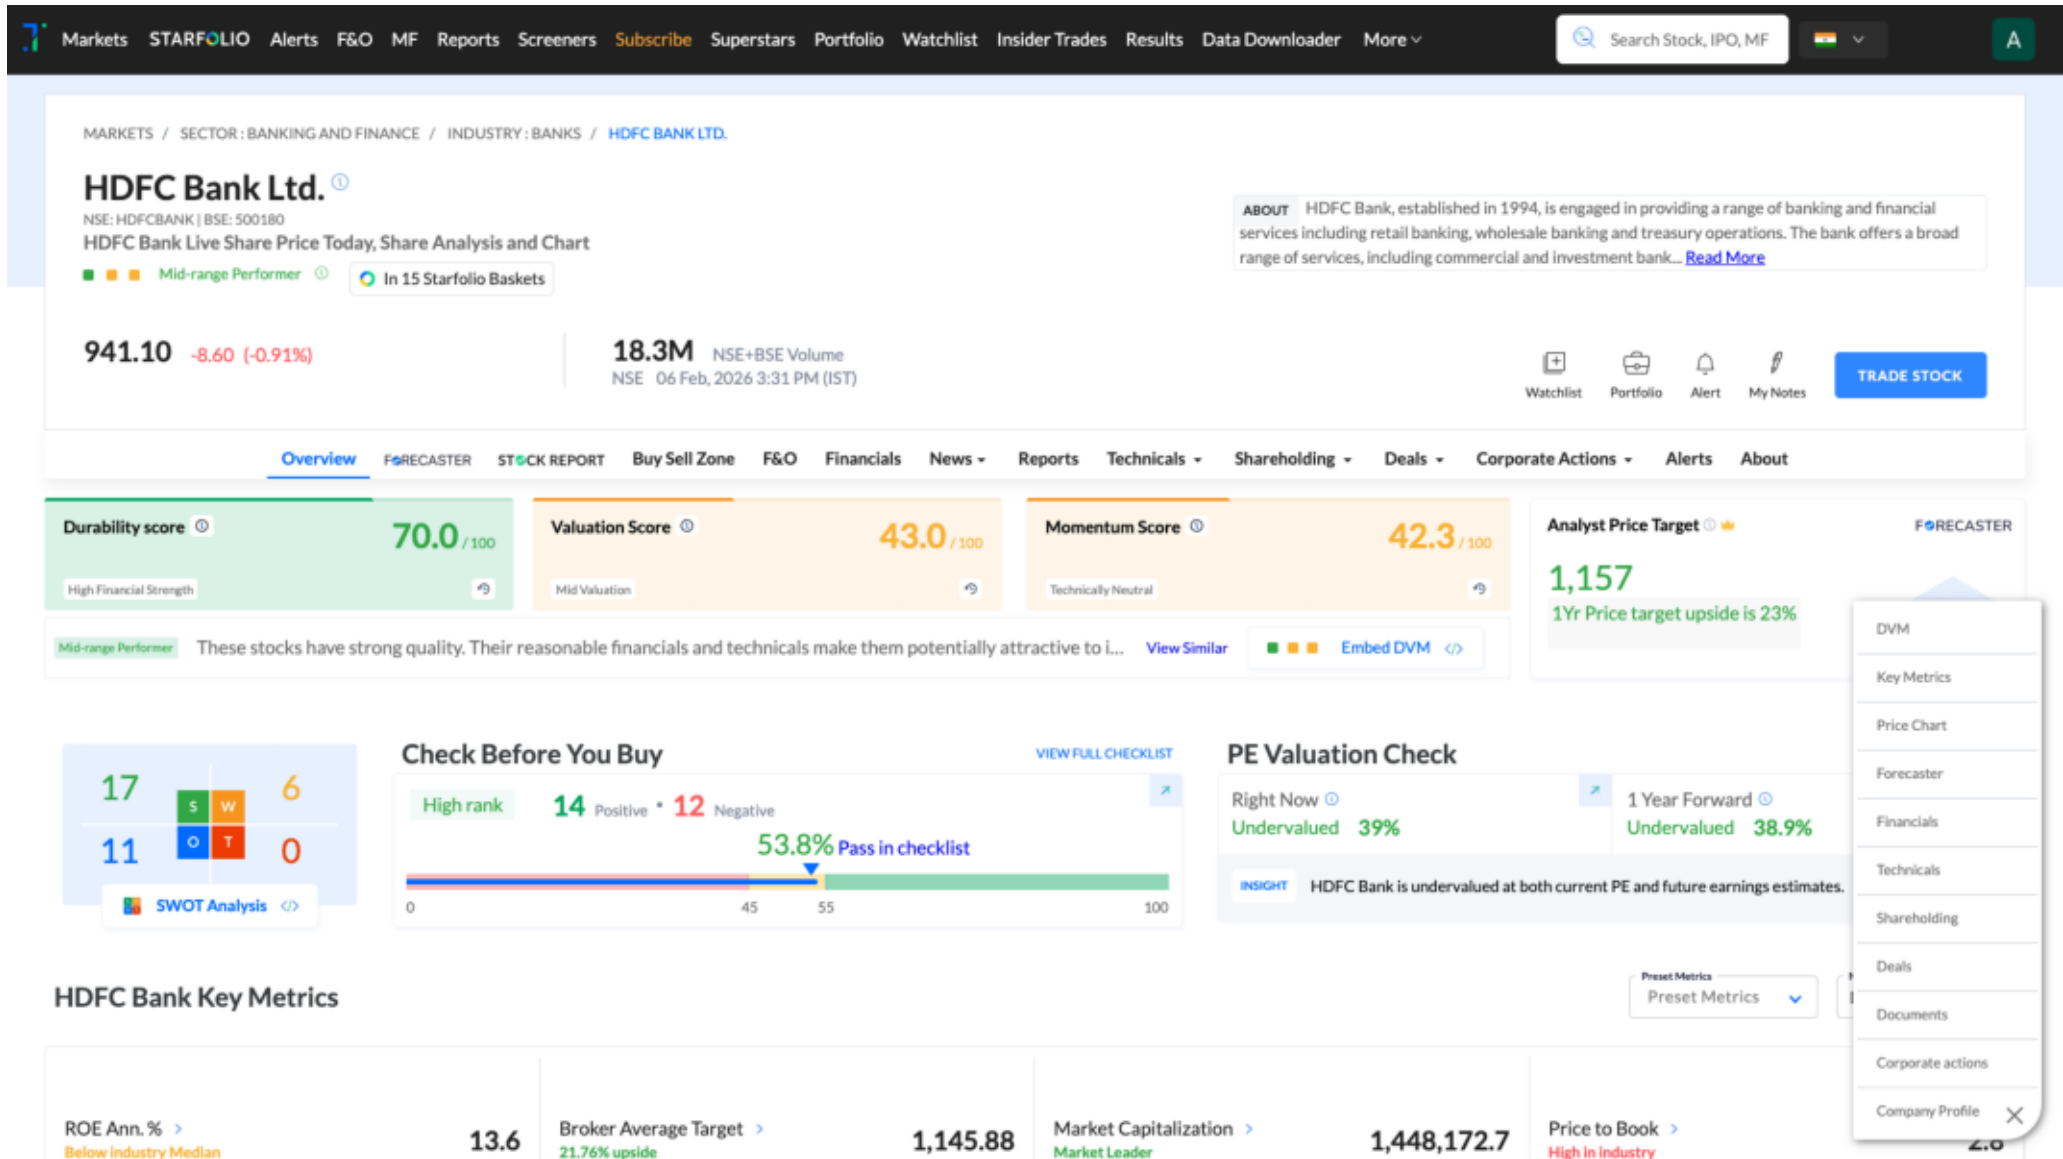 Markets STARFOLIO Alerts F&O MF Reports Screeners Subscribe Superstars Portfolio Watchlist Insider Trades Results Data Downloader More
Search Stock, IPO, MF
A
MARKETS / SECTOR : BANKING AND FINANCE / INDUSTRY : BANKS / HDFC BANK LTD.
HDFC Bank Ltd.
NSE: HDFCBANK | BSE: 500180
HDFC Bank Live Share Price Today, Share Analysis and Chart
Mid-range Performer
In 15 Starfolio Baskets
ABOUT HDFC Bank, established in 1994, is engaged in providing a range of banking and financial
services including retail banking, wholesale banking and treasury operations. The bank offers a broad
range of services, including commercial and investment bank... Read More
941.10 -8.60 (-0.91%)
18.3M NSE+BSE Volume
NSE 06 Feb, 2026 3:31 PM (IST)
Watchlist Portfolio Alert My Notes
TRADE STOCK
Overview FORECASTER STOCK REPORT Buy Sell Zone F&O Financials News Reports Technicals Shareholding Deals Corporate Actions Alerts About
Durability score 70.0 / 100
High Financial Strength
Valuation Score 43.0 / 100
Mid Valuation
Momentum Score 42.3 / 100
Technically Neutral
Analyst Price Target FORECASTER
1,157
1Yr Price target upside is 23%
Mid-range Performer These stocks have strong quality. Their reasonable financials and technicals make them potentially attractive to i... View Similar
Embed DVM </>
17 S W 6
11 O T 0
SWOT Analysis </>
Check Before You Buy VIEW FULL CHECKLIST
High rank 14 Positive • 12 Negative
53.8% Pass in checklist
0 45 55 100
PE Valuation Check
Right Now
Undervalued 39%
1 Year Forward
Undervalued 38.9%
INSIGHT HDFC Bank is undervalued at both current PE and future earnings estimates.
HDFC Bank Key Metrics
Preset Metrics
Preset Metrics
ROE Ann. % 13.6
Below industry Median
Broker Average Target 1,145.88
21.76% upside
Market Capitalization 1,448,172.7
Market Leader
Price to Book 2.8
High in industry
DVM
Key Metrics
Price Chart
Forecaster
Financials
Technicals
Shareholding
Deals
Documents
Corporate actions
Company Profile